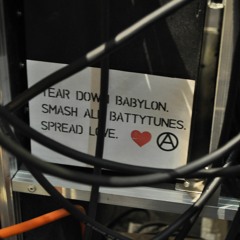 TEAR DOWN BABYLON.
SMASH ALL BATTYTUNES.
SPREAD LOVE.